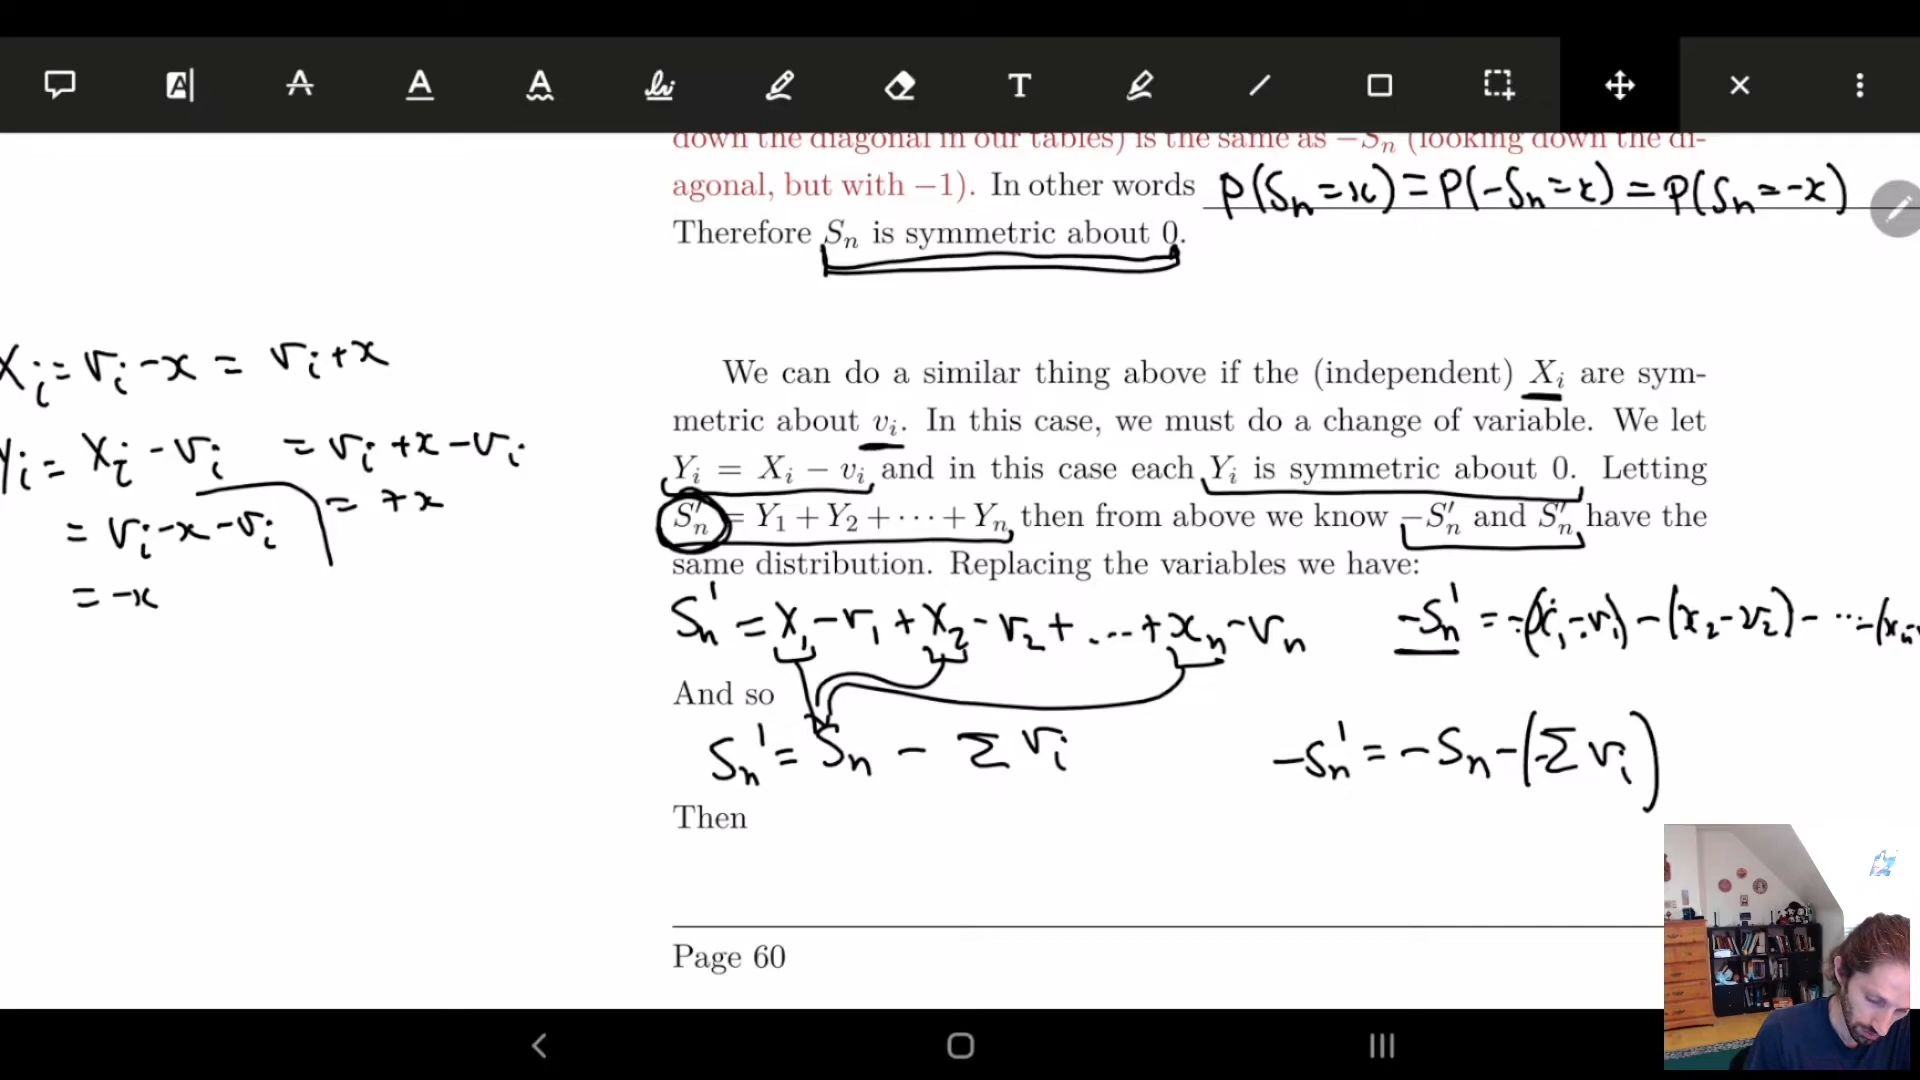 down the diagonal in our tables) is the same as −Sₙ (looking down the di-
agonal, but with −1). In other words P(Sₙ=x)=P(-Sₙ=x)=P(Sₙ=-x)
Therefore Sₙ is symmetric about 0.
Xᵢ=vᵢ-x = vᵢ+x
We can do a similar thing above if the (independent) Xᵢ are sym-
metric about vᵢ. In this case, we must do a change of variable. We let
Yᵢ= Xᵢ-vᵢ = vᵢ+x-vᵢ
Yᵢ = Xᵢ − vᵢ and in this case each Yᵢ is symmetric about 0. Letting
= +x
= vᵢ-x-vᵢ
S′ₙ = Y₁ + Y₂ + ··· + Yₙ then from above we know −S′ₙ and S′ₙ have the
same distribution. Replacing the variables we have:
= -x
Sₙ' = X₁-v₁+X₂-v₂+...+xₙ-vₙ
-Sₙ' = -(x₁-v₁)-(x₂-v₂)-...-(xₙ-
And so
Sₙ' = Sₙ - Σ vᵢ
-Sₙ' = -Sₙ-(Σ vᵢ)
Then
Page 60